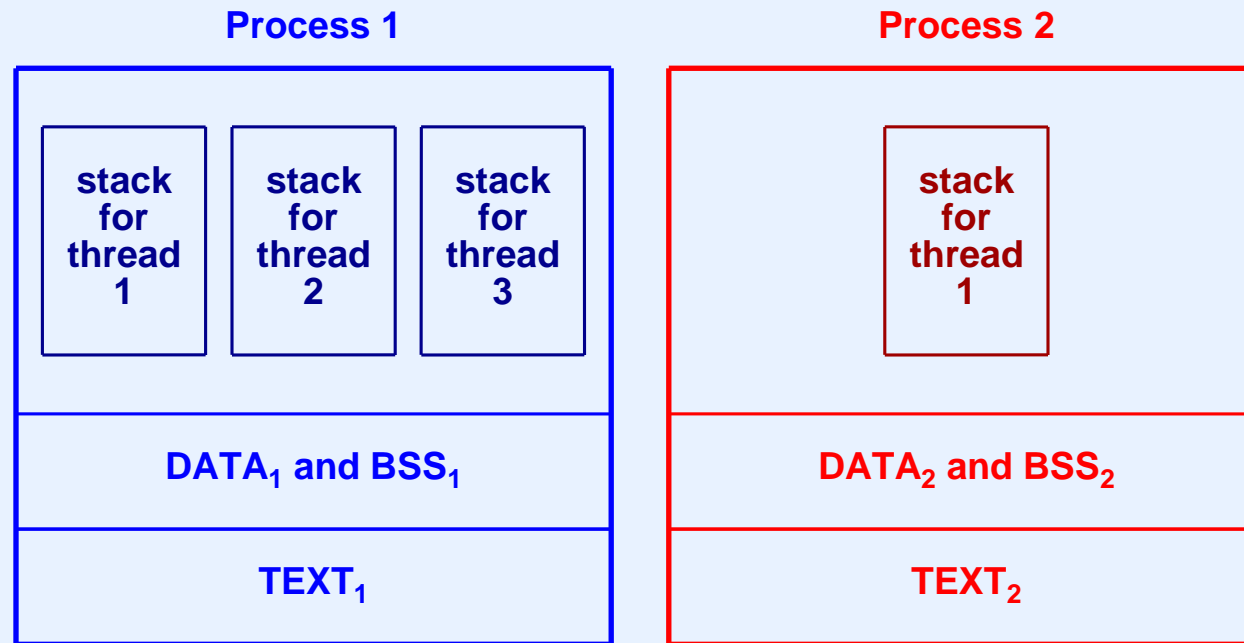 Process 1
stack
for
thread
1
stack
for
thread
2
stack
for
thread
3
DATA₁ and BSS₁
TEXT₁
Process 2
stack
for
thread
1
DATA₂ and BSS₂
TEXT₂